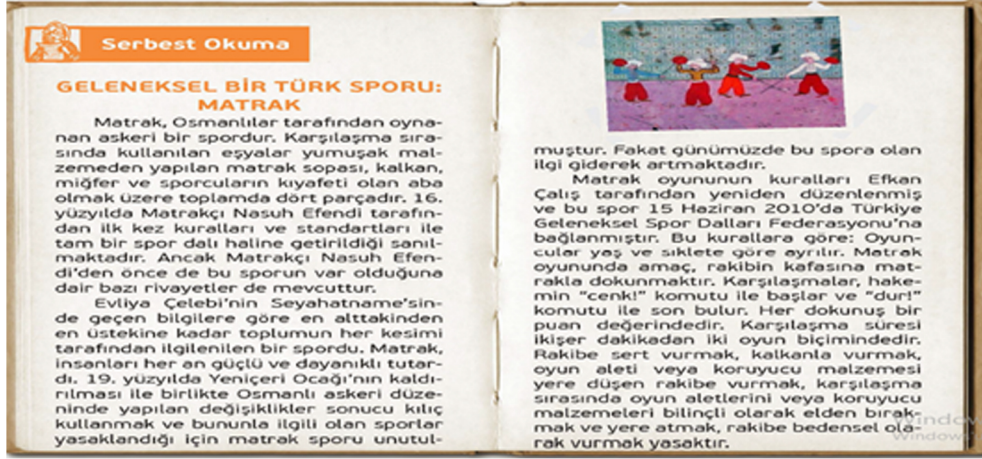 Serbest Okuma
GELENEKSEL BİR TÜRK SPORU:
MATRAK
Matrak, Osmanlılar tarafından oyna-
nan askeri bir spordur. Karşılaşma sıra-
sında kullanılan eşyalar yumuşak mal-
zemeden yapılan matrak sopası, kalkan,
miğfer ve sporcuların kıyafeti olan aba
olmak üzere toplamda dört parçadır. 16.
yüzyılda Matrakçı Nasuh Efendi tarafın-
dan ilk kez kuralları ve standartları ile
tam bir spor dalı haline getirildiği sanıl-
maktadır. Ancak Matrakçı Nasuh Efen-
di'den önce de bu sporun var olduğuna
dair bazı rivayetler de mevcuttur.
Evliya Çelebi'nin Seyahatname'sin-
de geçen bilgilere göre en alttakinden
en üstekine kadar toplumun her kesimi
tarafından ilgilenilen bir spordu. Matrak,
insanları her an güçlü ve dayanıklı tutar-
dı. 19. yüzyılda Yeniçeri Ocağı'nın kaldı-
rılması ile birlikte Osmanlı askeri düze-
ninde yapılan değişiklikler sonucu kılıç
kullanmak ve bununla ilgili olan sporlar
yasaklandığı için matrak sporu unutul-
muştur. Fakat günümüzde bu spora olan
ilgi giderek artmaktadır.
Matrak oyununun kuralları Efkan
Çalış tarafından yeniden düzenlenmiş
ve bu spor 15 Haziran 2010'da Türkiye
Geleneksel Spor Dalları Federasyonu'na
bağlanmıştır. Bu kurallara göre: Oyun-
cular yaş ve siklete göre ayrılır. Matrak
oyununda amaç, rakibin kafasına mat-
rakla dokunmaktır. Karşılaşmalar, hake-
min "cenk!" komutu ile başlar ve "dur!"
komutu ile son bulur. Her dokunuş bir
puan değerindedir. Karşılaşma süresi
ikişer dakikadan iki oyun biçimindedir.
Rakibe sert vurmak, kalkanla vurmak,
oyun aleti veya koruyucu malzemesi
yere düşen rakibe vurmak, karşılaşma
sırasında oyun aletlerini veya koruyucu
malzemeleri bilinçli olarak elden bırak-
mak ve yere atmak, rakibe bedensel ola-
rak vurmak yasaktır.
Window
Windows